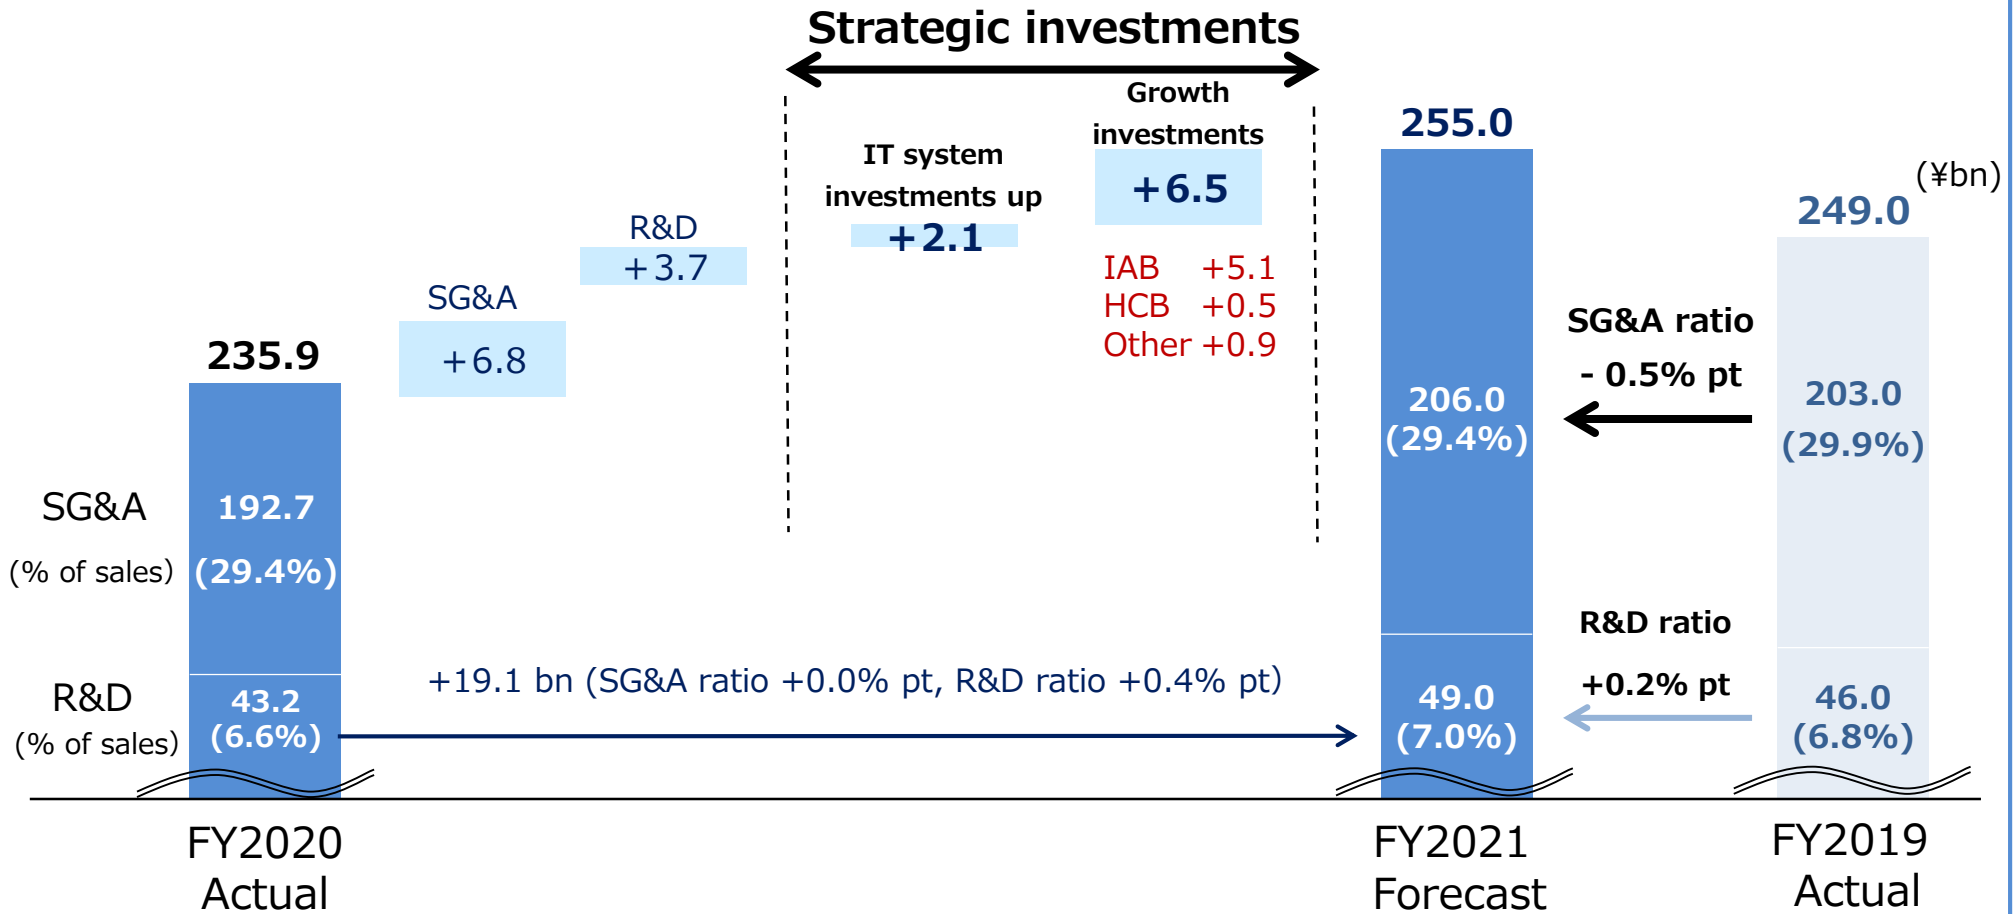 Strategic investments
Growth
investments
+6.5
IAB +5.1
HCB +0.5
Other +0.9
IT system
investments up
+2.1
R&D
+3.7
SG&A
+6.8
235.9
192.7
(29.4%)
43.2
(6.6%)
SG&A
(% of sales)
R&D
(% of sales)
+19.1 bn (SG&A ratio +0.0% pt, R&D ratio +0.4% pt)
255.0
206.0
(29.4%)
49.0
(7.0%)
SG&A ratio
- 0.5% pt
R&D ratio
+0.2% pt
(¥bn)
249.0
203.0
(29.9%)
46.0
(6.8%)
FY2020
Actual
FY2021
Forecast
FY2019
Actual